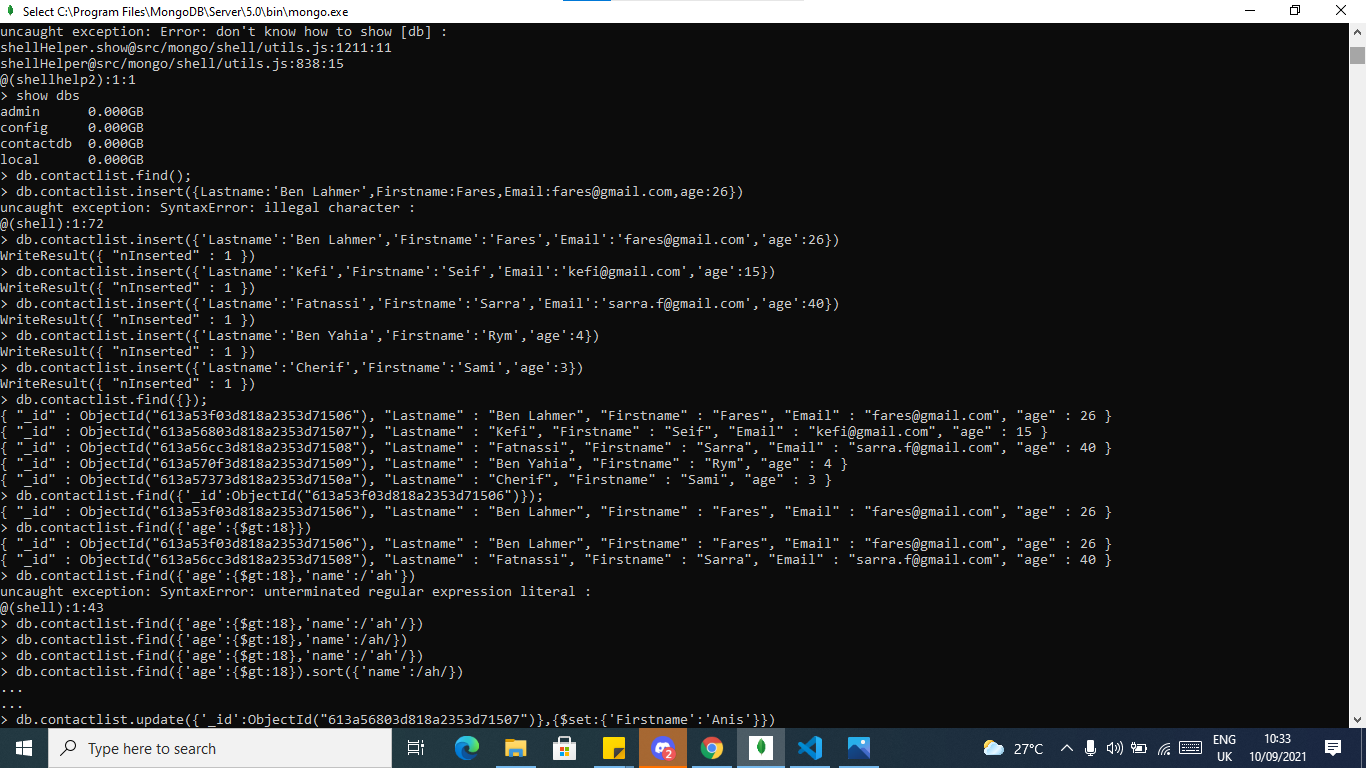 Select C:\Program Files\MongoDB\Server\5.0\bin\mongo.exe
uncaught exception: Error: don't know how to show [db] :
shellHelper.show@src/mongo/shell/utils.js:1211:11
shellHelper@src/mongo/shell/utils.js:838:15
@(shellhelp2):1:1
> show dbs
admin      0.000GB
config     0.000GB
contactdb  0.000GB
local      0.000GB
> db.contactlist.find();
> db.contactlist.insert({Lastname:'Ben Lahmer',Firstname:Fares,Email:fares@gmail.com,age:26})
uncaught exception: SyntaxError: illegal character :
@(shell):1:72
> db.contactlist.insert({'Lastname':'Ben Lahmer','Firstname':'Fares','Email':'fares@gmail.com','age':26})
WriteResult({ "nInserted" : 1 })
> db.contactlist.insert({'Lastname':'Kefi','Firstname':'Seif','Email':'kefi@gmail.com','age':15})
WriteResult({ "nInserted" : 1 })
> db.contactlist.insert({'Lastname':'Fatnassi','Firstname':'Sarra','Email':'sarra.f@gmail.com','age':40})
WriteResult({ "nInserted" : 1 })
> db.contactlist.insert({'Lastname':'Ben Yahia','Firstname':'Rym','age':4})
WriteResult({ "nInserted" : 1 })
> db.contactlist.insert({'Lastname':'Cherif','Firstname':'Sami','age':3})
WriteResult({ "nInserted" : 1 })
> db.contactlist.find({});
{ "_id" : ObjectId("613a53f03d818a2353d71506"), "Lastname" : "Ben Lahmer", "Firstname" : "Fares", "Email" : "fares@gmail.com", "age" : 26 }
{ "_id" : ObjectId("613a56803d818a2353d71507"), "Lastname" : "Kefi", "Firstname" : "Seif", "Email" : "kefi@gmail.com", "age" : 15 }
{ "_id" : ObjectId("613a56cc3d818a2353d71508"), "Lastname" : "Fatnassi", "Firstname" : "Sarra", "Email" : "sarra.f@gmail.com", "age" : 40 }
{ "_id" : ObjectId("613a570f3d818a2353d71509"), "Lastname" : "Ben Yahia", "Firstname" : "Rym", "age" : 4 }
{ "_id" : ObjectId("613a57373d818a2353d7150a"), "Lastname" : "Cherif", "Firstname" : "Sami", "age" : 3 }
> db.contactlist.find({'_id':ObjectId("613a53f03d818a2353d71506")});
{ "_id" : ObjectId("613a53f03d818a2353d71506"), "Lastname" : "Ben Lahmer", "Firstname" : "Fares", "Email" : "fares@gmail.com", "age" : 26 }
> db.contactlist.find({'age':{$gt:18}})
{ "_id" : ObjectId("613a53f03d818a2353d71506"), "Lastname" : "Ben Lahmer", "Firstname" : "Fares", "Email" : "fares@gmail.com", "age" : 26 }
{ "_id" : ObjectId("613a56cc3d818a2353d71508"), "Lastname" : "Fatnassi", "Firstname" : "Sarra", "Email" : "sarra.f@gmail.com", "age" : 40 }
> db.contactlist.find({'age':{$gt:18},'name':/'ah'})
uncaught exception: SyntaxError: unterminated regular expression literal :
@(shell):1:43
> db.contactlist.find({'age':{$gt:18},'name':/'ah'/})
> db.contactlist.find({'age':{$gt:18},'name':/ah/})
> db.contactlist.find({'age':{$gt:18},'name':/'ah'/})
> db.contactlist.find({'age':{$gt:18}).sort({'name':/ah/})
...
...
> db.contactlist.update({'_id':ObjectId("613a56803d818a2353d71507")},{$set:{'Firstname':'Anis'}})
Type here to search
2
27°C
ENG
UK
10:33
10/09/2021